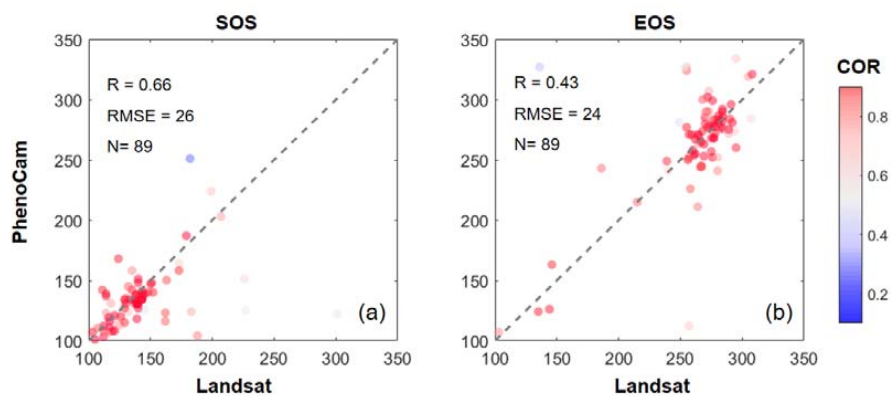 SOS
EOS
350
300
250
200
150
100
PhenoCam
R = 0.66
RMSE = 26
N= 89
(a)
100 150 200 250 300 350
Landsat
350
300
250
200
150
100
R = 0.43
RMSE = 24
N= 89
(b)
100 150 200 250 300 350
Landsat
COR
0.8
0.6
0.4
0.2